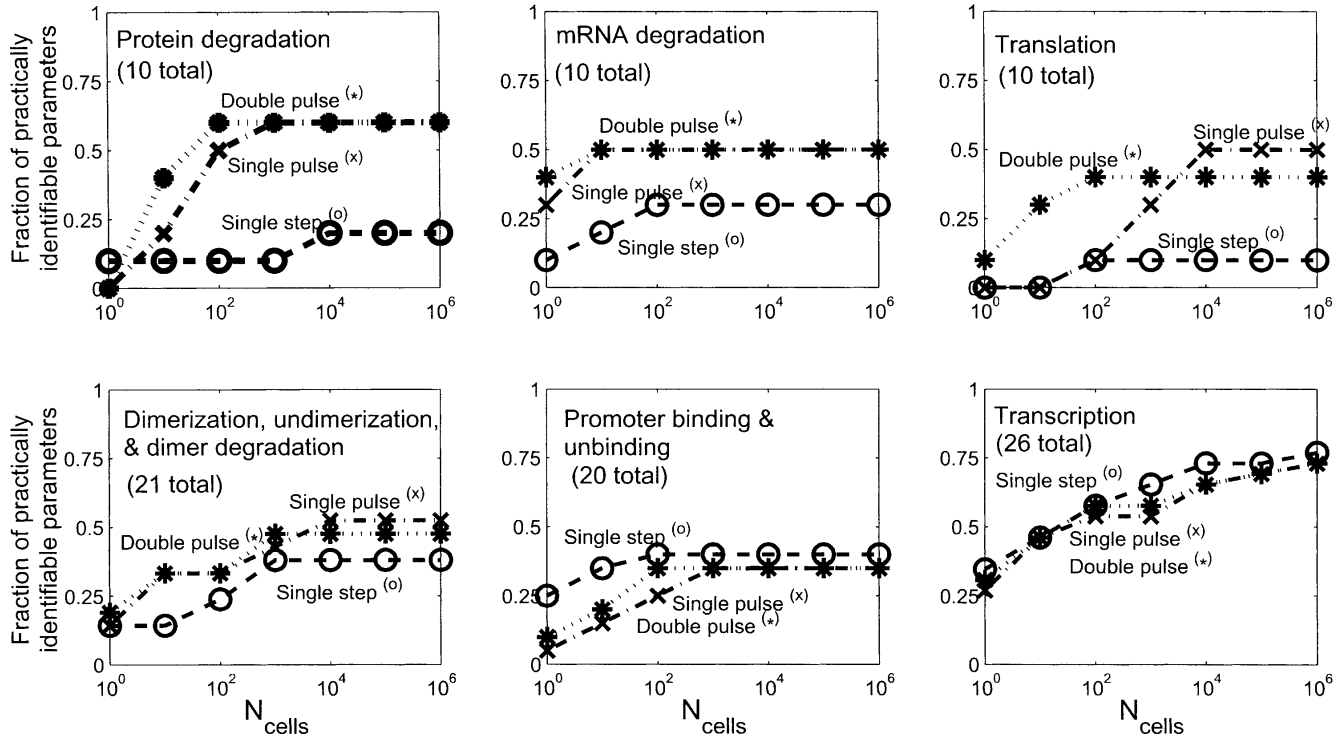 Fraction of practically
identifiable parameters
1
0.75
0.5
0.25
0
Protein degradation
(10 total)
Double pulse (*)
Single pulse (x)
Single step (o)
10^0
10^2
10^4
10^6
1
0.75
0.5
0.25
0
mRNA degradation
(10 total)
Double pulse (*)
Single pulse (x)
Single step (o)
10^0
10^2
10^4
10^6
1
0.75
0.5
0.25
0
Translation
(10 total)
Single pulse (x)
Double pulse (*)
Single step (o)
10^0
10^2
10^4
10^6
Fraction of practically
identifiable parameters
1
0.75
0.5
0.25
0
Dimerization, undimerization,
& dimer degradation
(21 total)
Single pulse (x)
Double pulse (*)
Single step (o)
10^0
10^2
10^4
10^6
N_cells
1
0.75
0.5
0.25
0
Promoter binding &
unbinding
(20 total)
Single step (o)
Single pulse (x)
Double pulse (*)
10^0
10^2
10^4
10^6
N_cells
1
0.75
0.5
0.25
0
Transcription
(26 total)
Single step (o)
Single pulse (x)
Double pulse (*)
10^0
10^2
10^4
10^6
N_cells